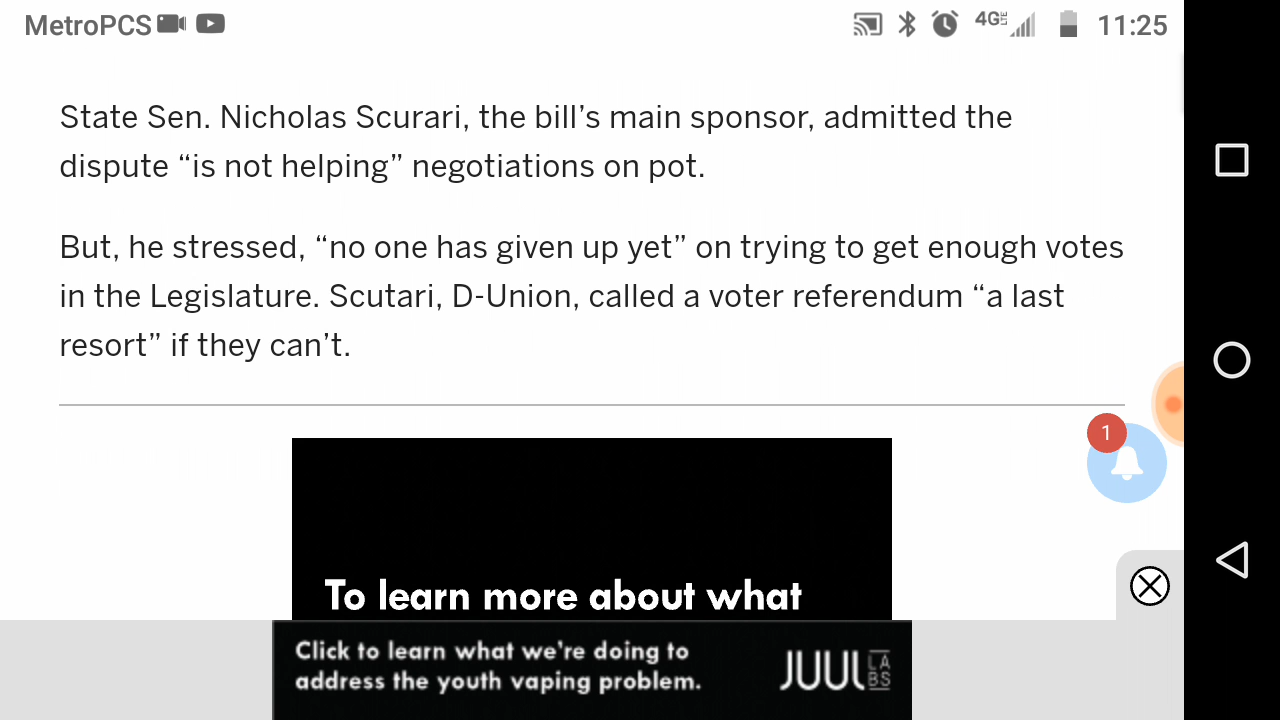 MetroPCS
4G LTE
11:25
State Sen. Nicholas Scurari, the bill’s main sponsor, admitted the
dispute “is not helping” negotiations on pot.
But, he stressed, “no one has given up yet” on trying to get enough votes
in the Legislature. Scutari, D-Union, called a voter referendum “a last
resort” if they can’t.
1
To learn more about what
Click to learn what we're doing to
address the youth vaping problem.
JUUL LABS